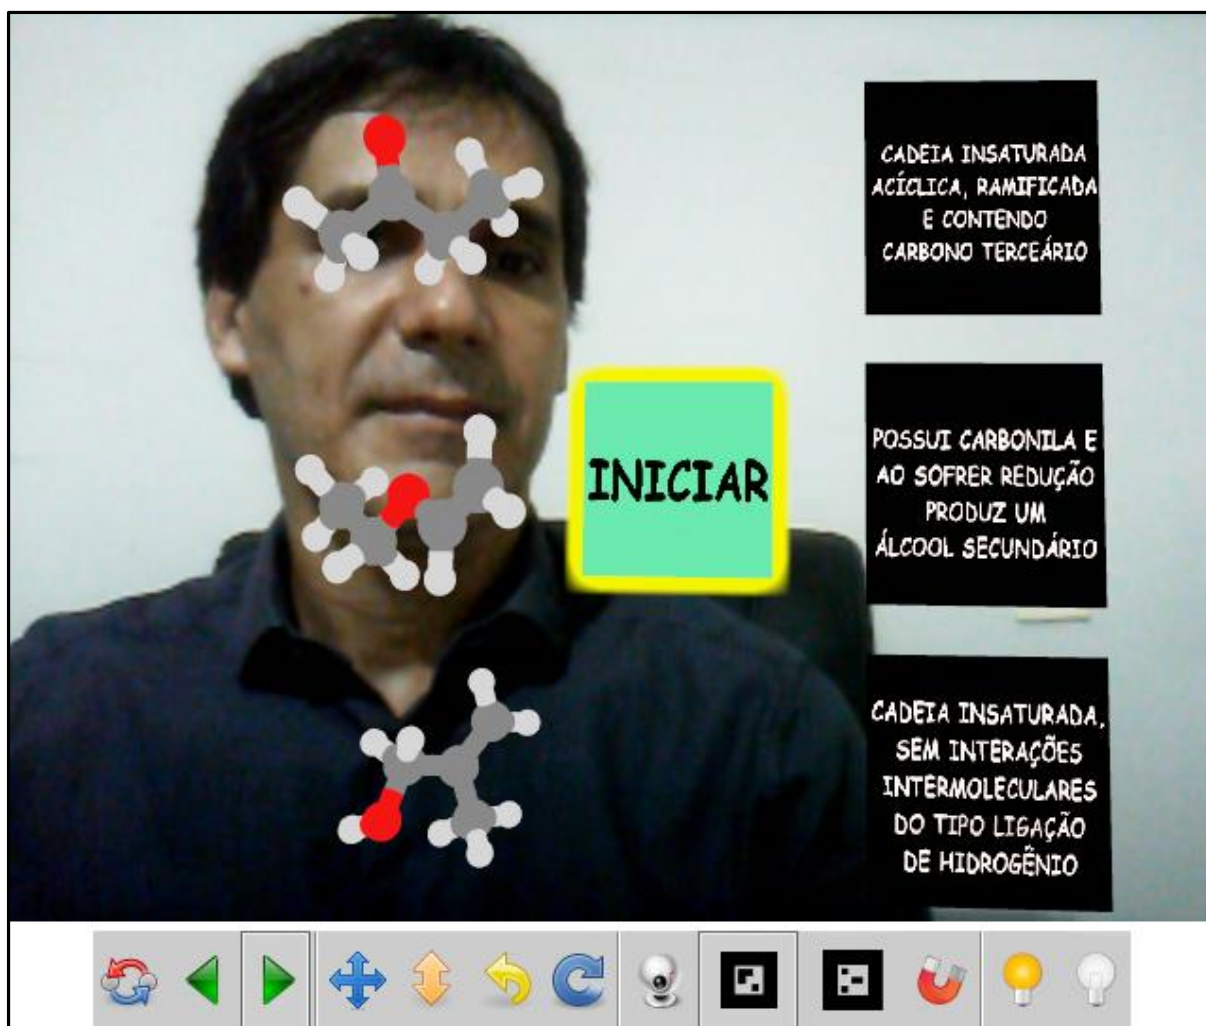 CADEIA INSATURADA
ACÍCLICA, RAMIFICADA
E CONTENDO
CARBONO TERCEÁRIO
INICIAR
POSSUI CARBONILA E
AO SOFRER REDUÇÃO
PRODUZ UM
ÁLCOOL SECUNDÁRIO
CADEIA INSATURADA,
SEM INTERAÇÕES
INTERMOLECULARES
DO TIPO LIGAÇÃO
DE HIDROGÊNIO